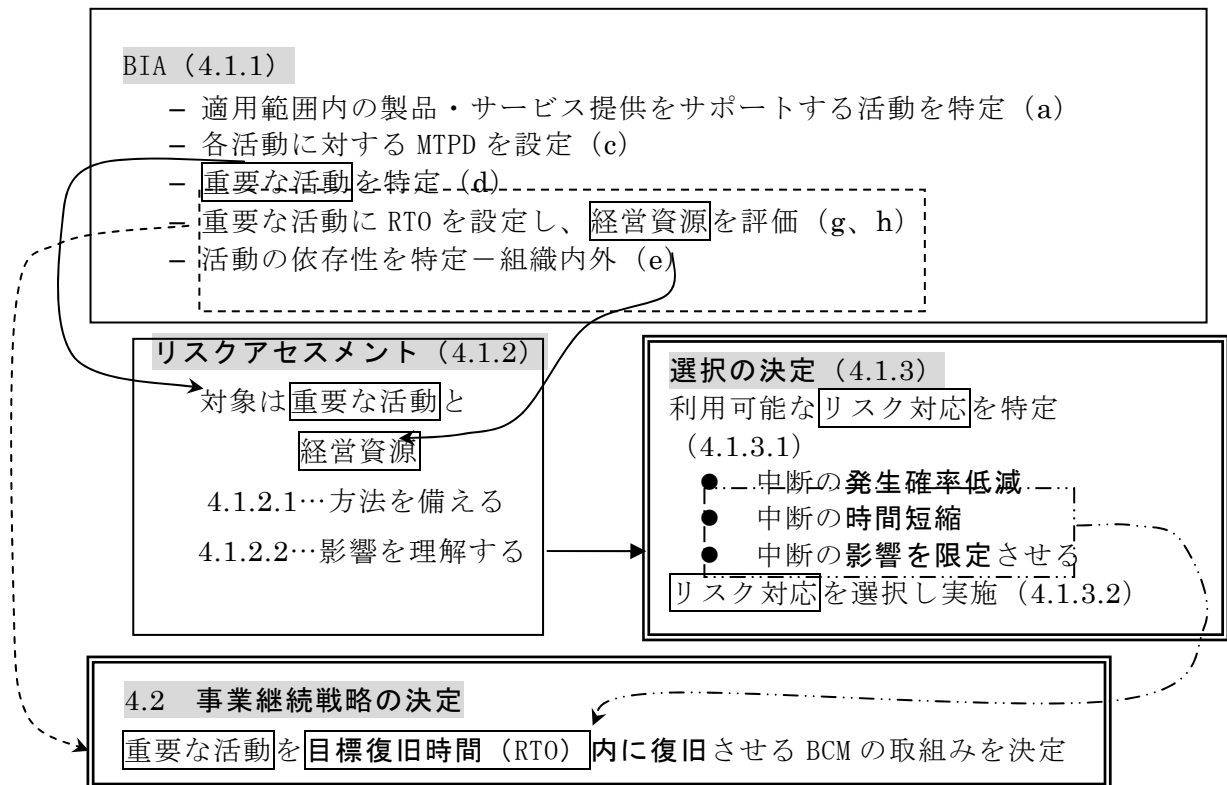 BIA（4.1.1）
– 適用範囲内の製品・サービス提供をサポートする活動を特定（a）
– 各活動に対する MTPD を設定（c）
– 重要な活動を特定（d）
– 重要な活動に RTO を設定し、経営資源を評価（g、h）
– 活動の依存性を特定－組織内外（e）
リスクアセスメント（4.1.2）
対象は重要な活動と
経営資源
4.1.2.1…方法を備える
4.1.2.2…影響を理解する
選択の決定（4.1.3）
利用可能なリスク対応を特定
（4.1.3.1）
● 中断の発生確率低減
● 中断の時間短縮
● 中断の影響を限定させる
リスク対応を選択し実施（4.1.3.2）
4.2 事業継続戦略の決定
重要な活動を目標復旧時間（RTO）内に復旧させる BCM の取組みを決定